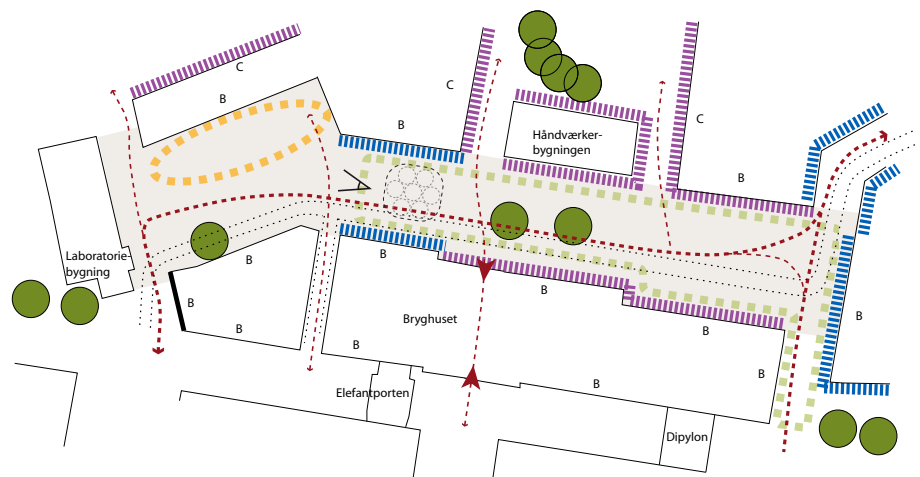 C
B
C
B
C
B
Håndværker-
bygningen
Laboratorie-
bygning
B
B
B
B
B
B
B
B
B
B
B
Bryghuset
Elefantporten
Dipylon